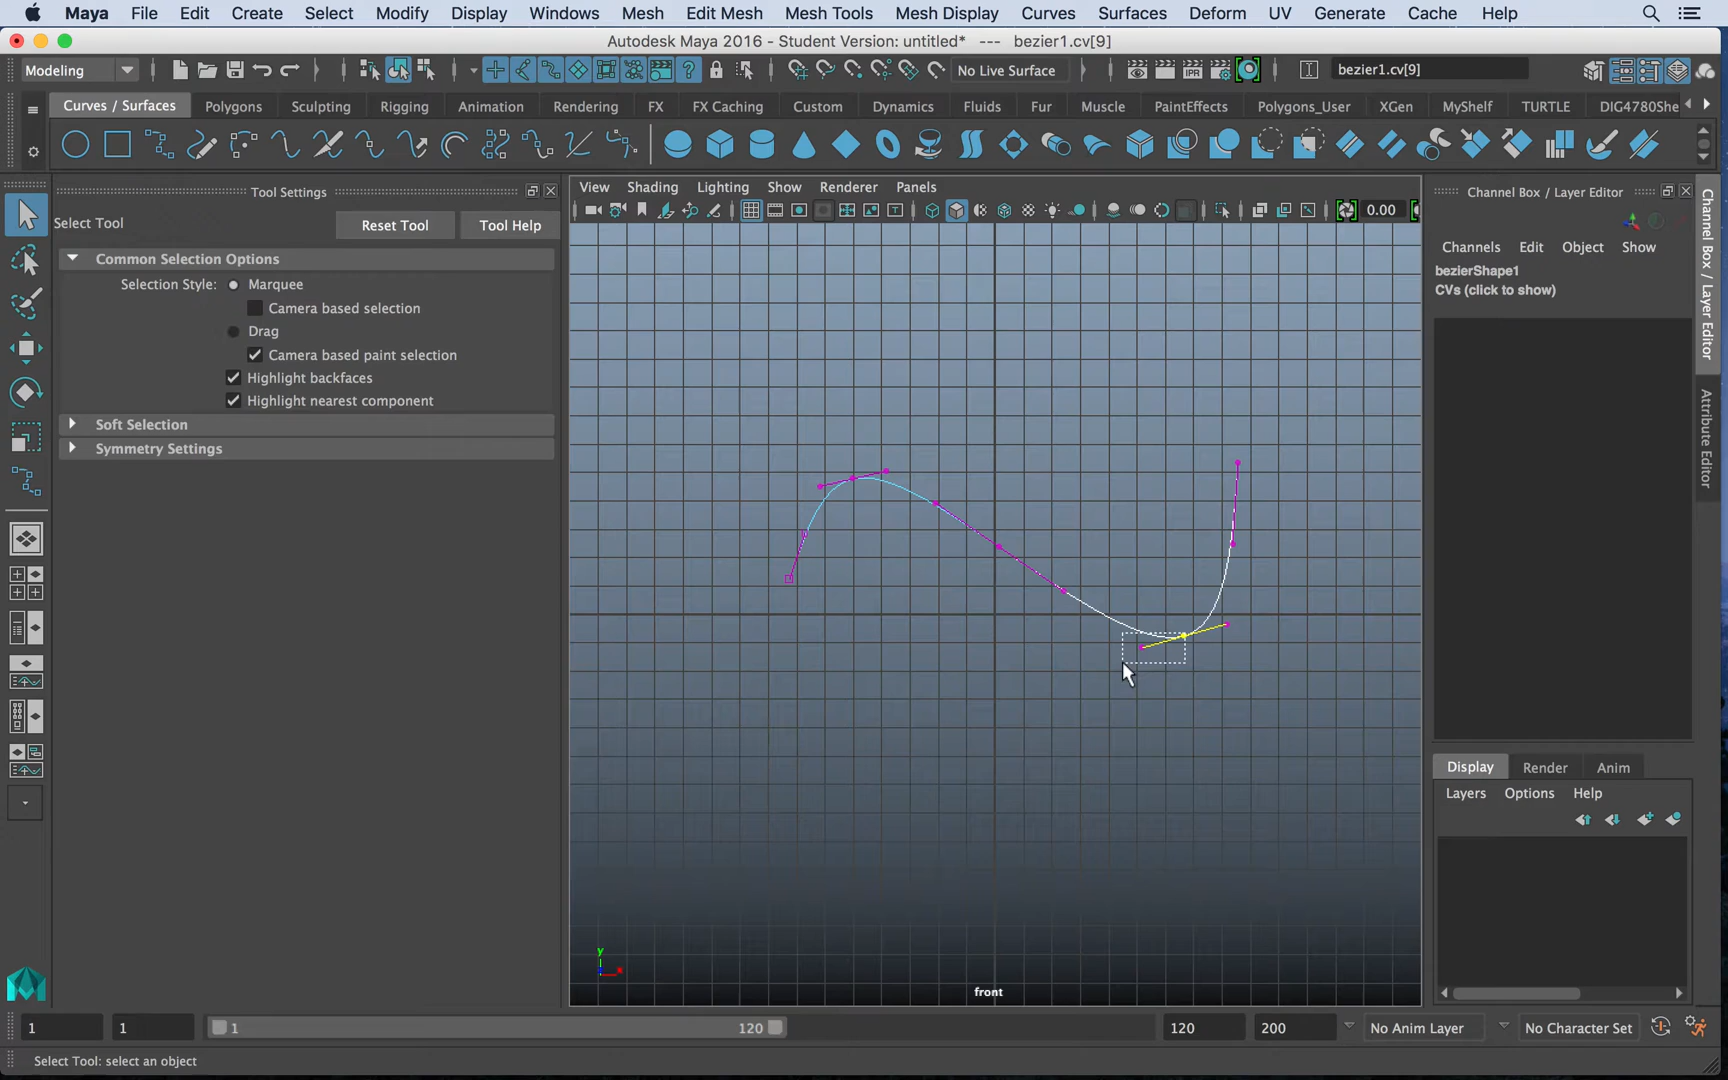 Maya File Edit Create Select Modify Display Windows Mesh Edit Mesh Mesh Tools Mesh Display Curves Surfaces Deform UV Generate Cache Help
Autodesk Maya 2016 - Student Version: untitled* --- bezier1.cv[9]
Modeling No Live Surface IPR bezier1.cv[9]
Curves / Surfaces Polygons Sculpting Rigging Animation Rendering FX FX Caching Custom Dynamics Fluids Fur Muscle PaintEffects Polygons_User XGen MyShelf TURTLE DIG4780She
Tool Settings
Select Tool Reset Tool Tool Help
Common Selection Options
Selection Style: Marquee
Camera based selection
Drag
Camera based paint selection
Highlight backfaces
Highlight nearest component
Soft Selection
Symmetry Settings
View Shading Lighting Show Renderer Panels
0.00
y
x
front
Channel Box / Layer Editor
Channels Edit Object Show
bezierShape1
CVs (click to show)
Display Render Anim
Layers Options Help
Channel Box / Layer Editor
Attribute Editor
1 1 1 120 120 200 No Anim Layer No Character Set
Select Tool: select an object